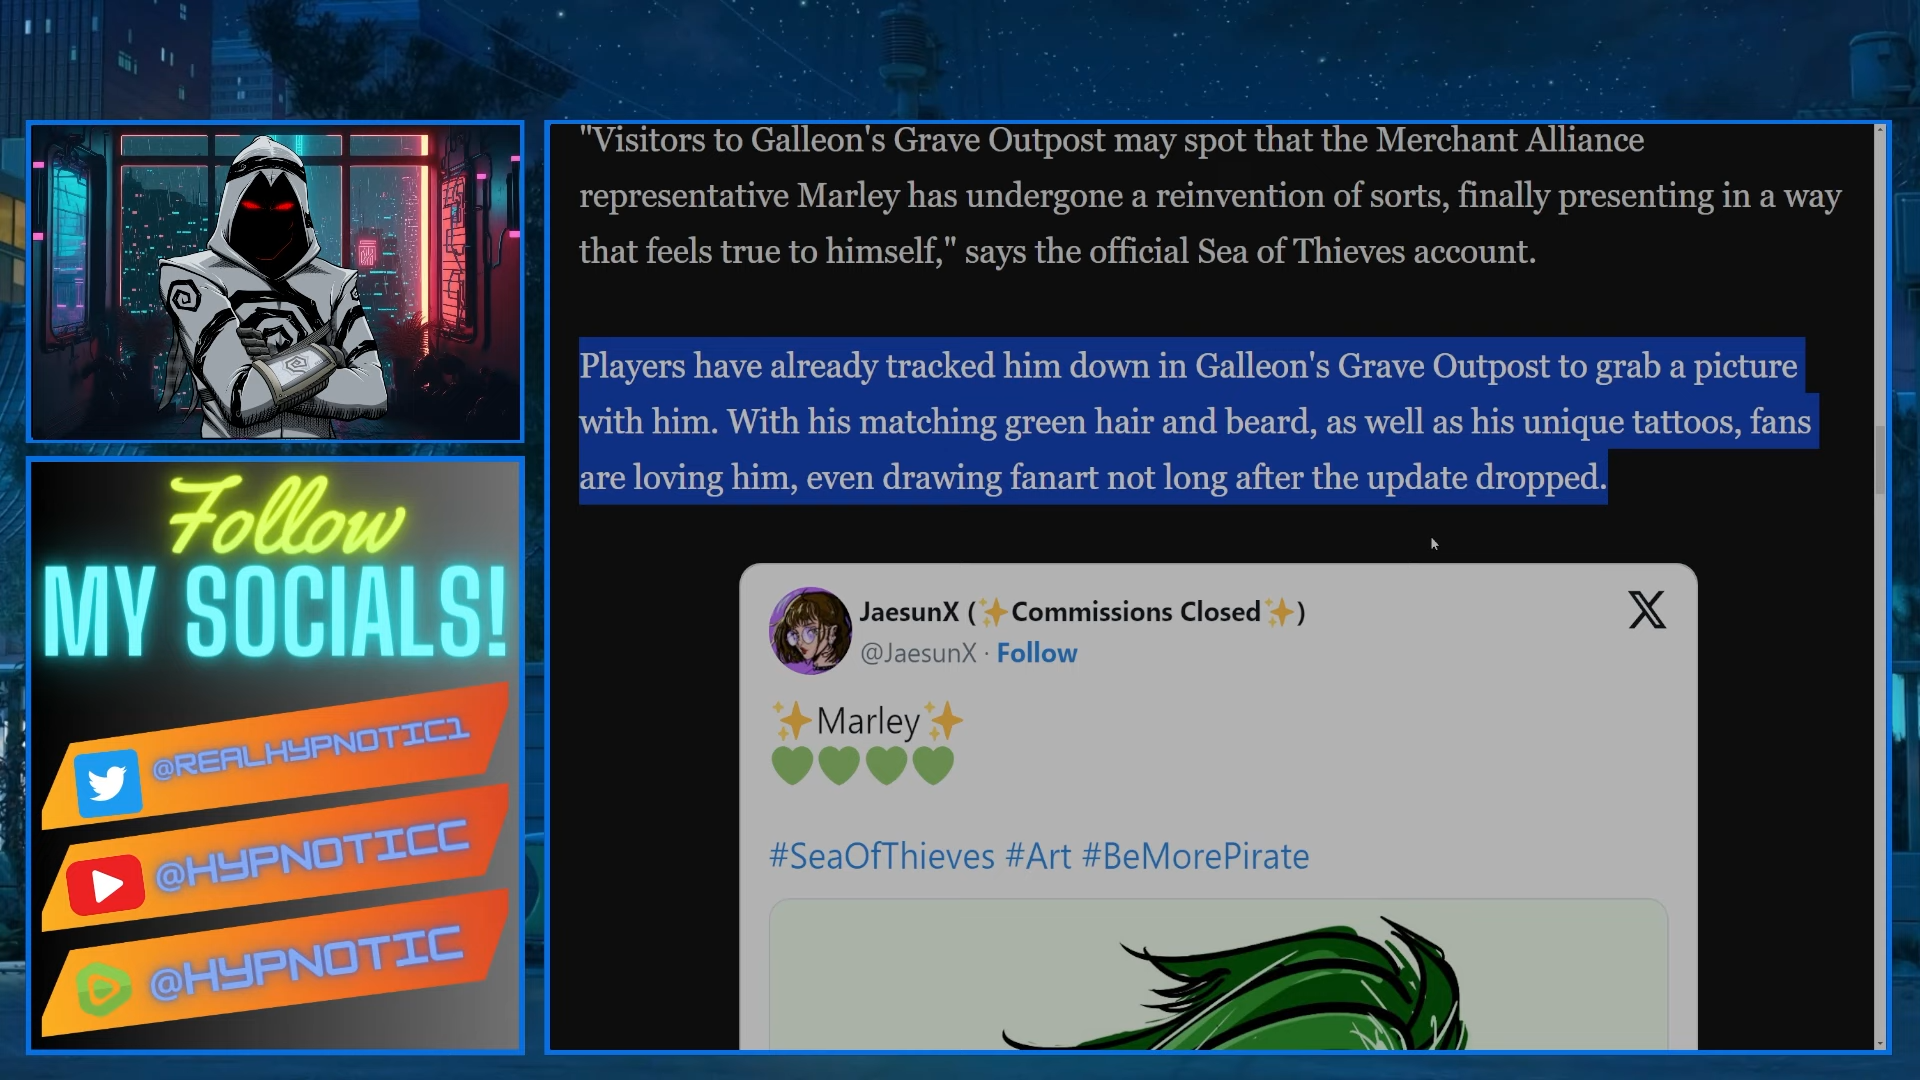 "Visitors to Galleon's Grave Outpost may spot that the Merchant Alliance
representative Marley has undergone a reinvention of sorts, finally presenting in a way
that feels true to himself," says the official Sea of Thieves account.
Players have already tracked him down in Galleon's Grave Outpost to grab a picture
with him. With his matching green hair and beard, as well as his unique tattoos, fans
are loving him, even drawing fanart not long after the update dropped.
JaesunX (✨Commissions Closed✨)
@JaesunX · Follow
✨Marley✨
💚💚💚💚
#SeaOfThieves #Art #BeMorePirate
Follow
MY SOCIALS!
@REALHYPNOTIC1
@HYPNOTICC
@HYPNOTIC